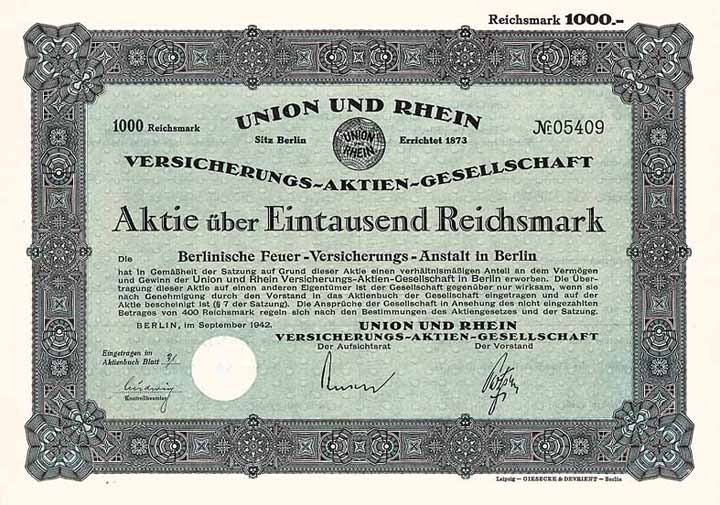 Reichsmark 1000.-
UNION UND RHEIN
1000 Reichsmark
Sitz Berlin
UNION UND RHEIN
Errichtet 1873
№ 05409
VERSICHERUNGS-AKTIEN-GESELLSCHAFT
Aktie über Eintausend Reichsmark
Die Berlinische Feuer-Versicherungs-Anstalt in Berlin
hat in Gemäßheit der Satzung auf Grund dieser Aktie einen verhältnismäßigen Anteil an dem Vermögen
und Gewinn der Union und Rhein Versicherungs-Aktien-Gesellschaft in Berlin erworben. Die Über-
tragung dieser Aktie auf einen anderen Eigentümer ist der Gesellschaft gegenüber nur wirksam, wenn sie
nach Genehmigung durch den Vorstand in das Aktienbuch der Gesellschaft eingetragen und auf der
Aktie bescheinigt ist (§ 7 der Satzung). Die Ansprüche der Gesellschaft in Ansehung des nicht eingezahlten
Betrages von 400 Reichsmark regeln sich nach den Bestimmungen des Aktiengesetzes und der Satzung.
BERLIN, im September 1942.
UNION UND RHEIN
VERSICHERUNGS-AKTIEN-GESELLSCHAFT
Der Aufsichtsrat
Der Vorstand
Eingetragen im
Aktienbuch Blatt 31
Kontrollbeamter
Leipzig - GIESECKE & DEVRIENT - Berlin